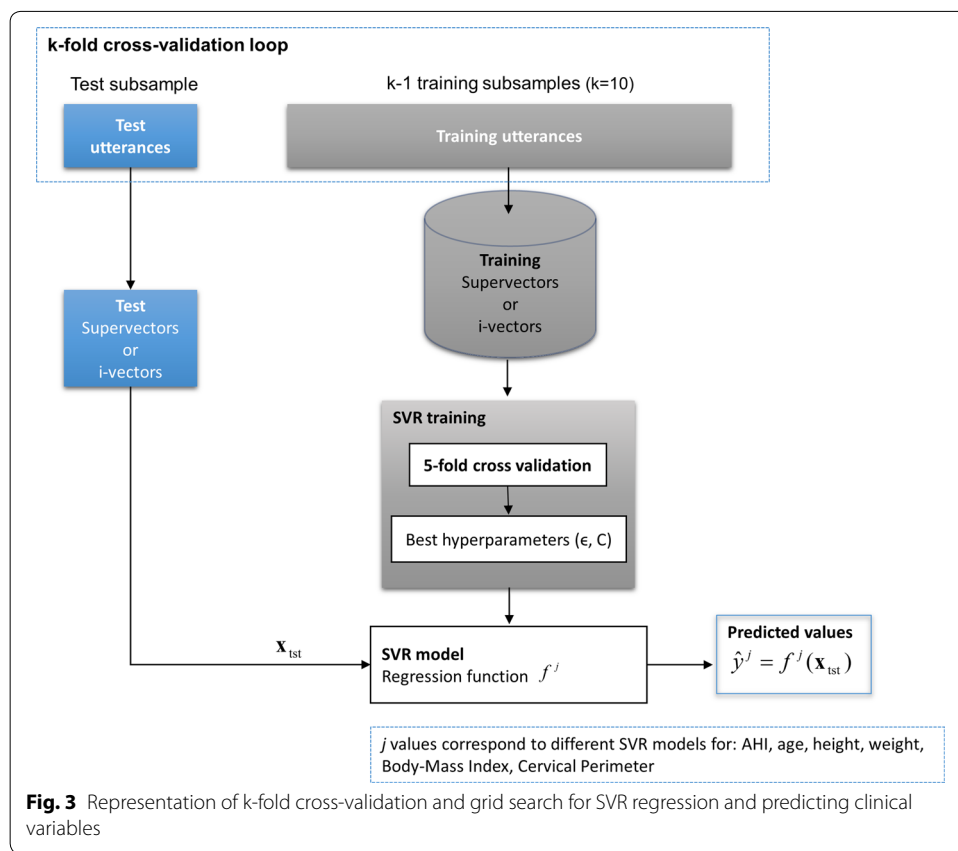 k-fold cross-validation loop
Test subsample
k-1 training subsamples (k=10)
Test
utterances
Training utterances
Training
Supervectors
or
i-vectors
Test
Supervectors
or
i-vectors
SVR training
5-fold cross validation
Best hyperparameters (ϵ, C)
x_tst
SVR model
Regression function f^j
Predicted values
ŷ^j = f^j(x_tst)
j values correspond to different SVR models for: AHI, age, height, weight,
Body-Mass Index, Cervical Perimeter
Fig. 3 Representation of k-fold cross-validation and grid search for SVR regression and predicting clinical
variables